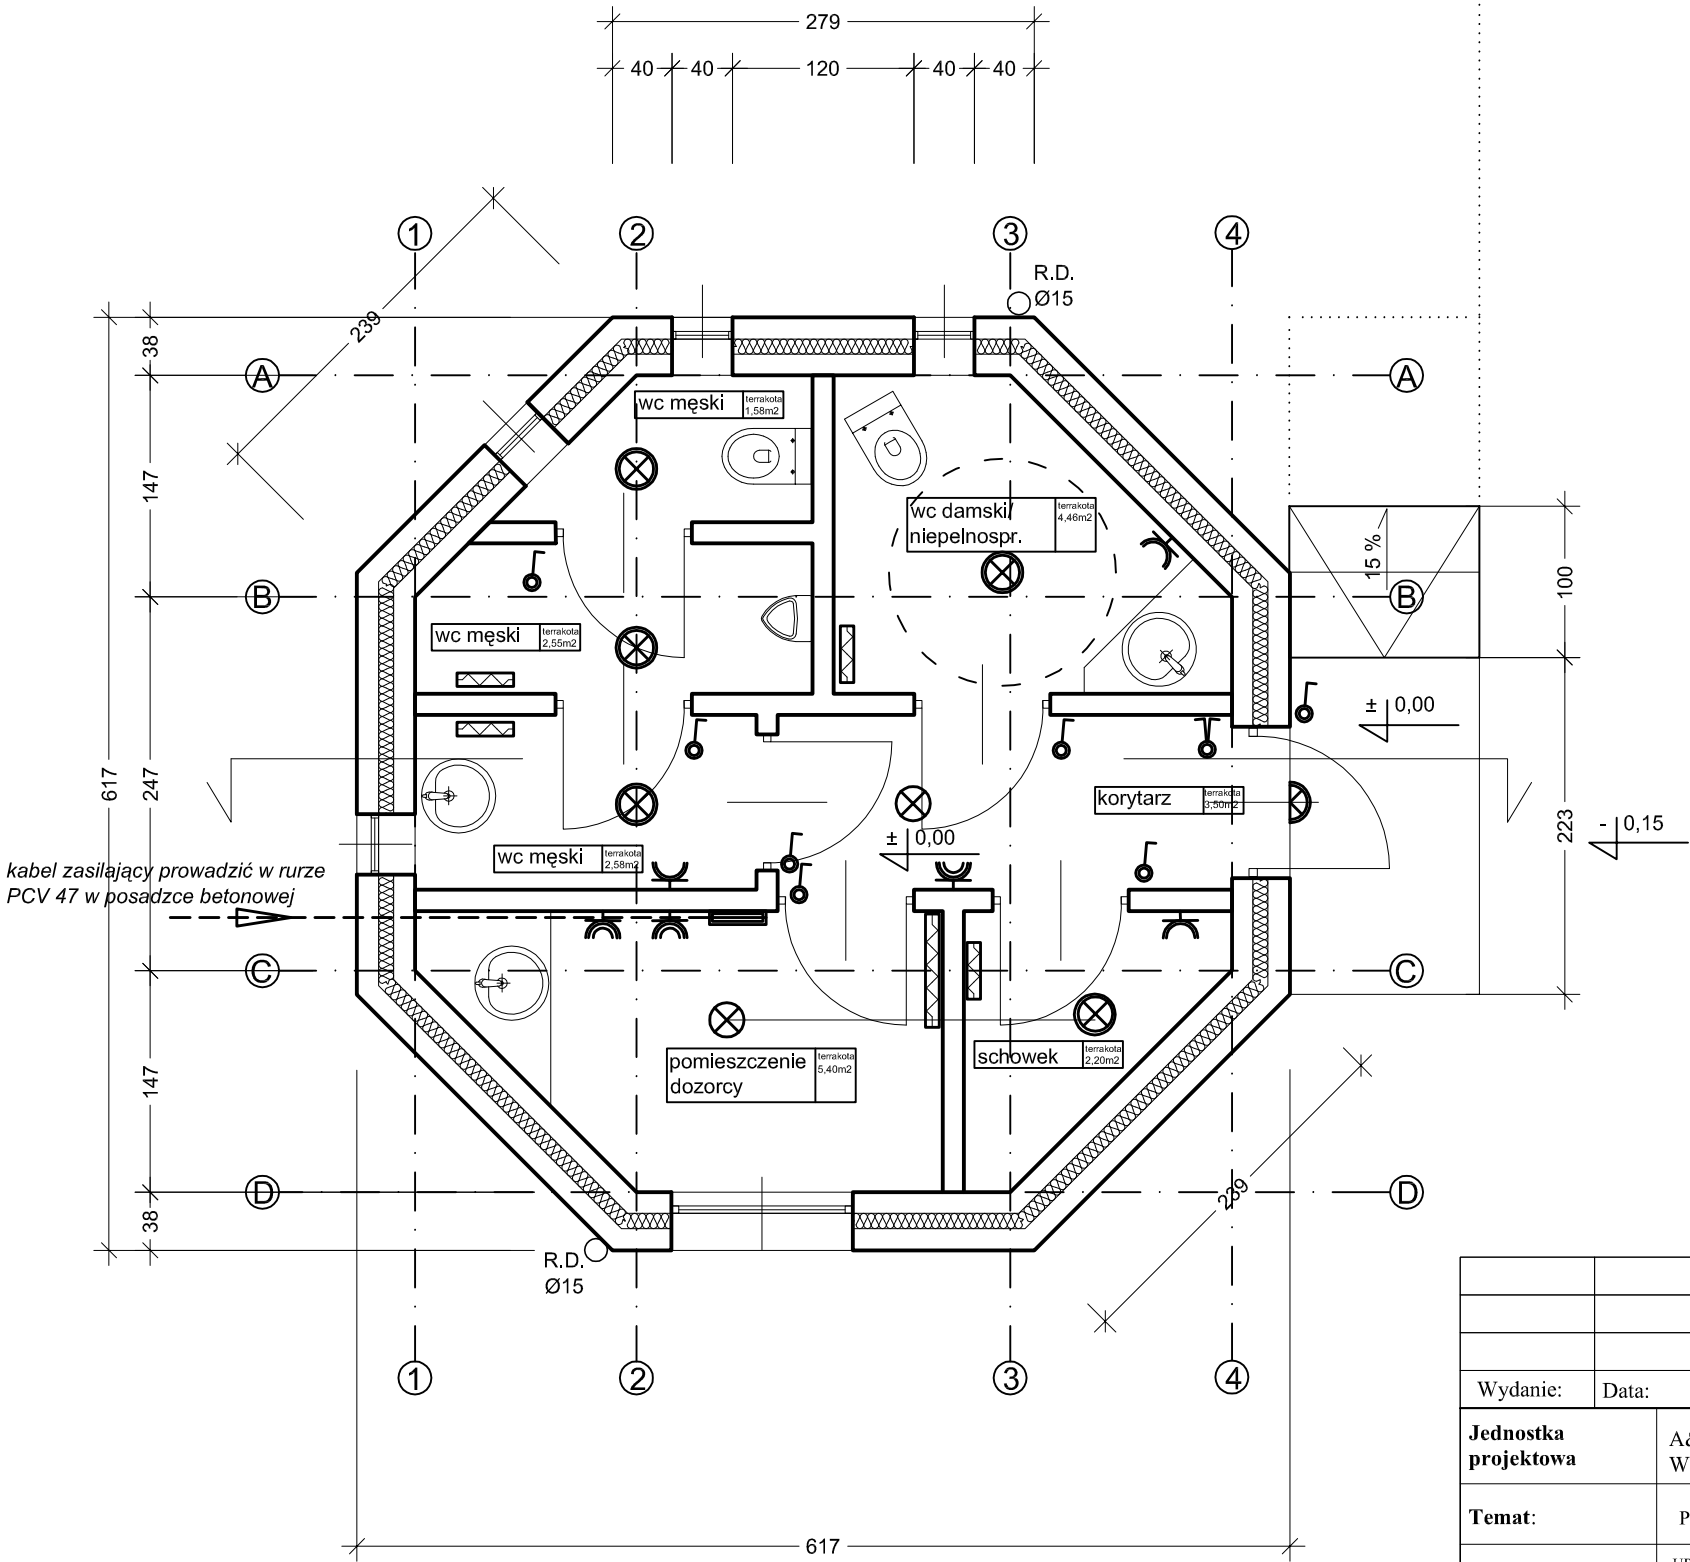 279
40 40 120 40 40
1 2 3 4
R.D.
Ø15
239
38
A A
wc męski terrakota
1,58m2
147
wc damski/ terrakota
niepelnospr. 4,46m2
15 %
100
B B
wc męski terrakota
2,55m2
± 0,00
617
247
korytarz terrakota
3,50m2
± 0,00
223
- 0,15
wc męski terrakota
2,58m2
kabel zasilający prowadzić w rurze
PCV 47 w posadzce betonowej
C C
pomieszczenie terrakota
dozorcy 5,40m2
schowek terrakota
2,20m2
147
D D
239
38
R.D.
Ø15
1 2 3 4
617
Wydanie: Data:
Jednostka
projektowa
Temat: